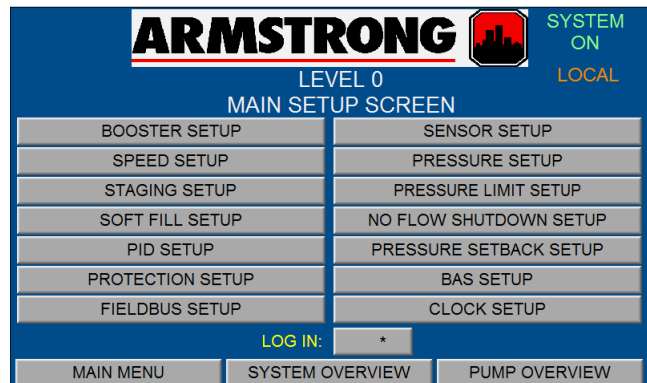 ARMSTRONG
SYSTEM
ON
LOCAL
LEVEL 0
MAIN SETUP SCREEN
BOOSTER SETUP
SENSOR SETUP
SPEED SETUP
PRESSURE SETUP
STAGING SETUP
PRESSURE LIMIT SETUP
SOFT FILL SETUP
NO FLOW SHUTDOWN SETUP
PID SETUP
PRESSURE SETBACK SETUP
PROTECTION SETUP
BAS SETUP
FIELDBUS SETUP
CLOCK SETUP
LOG IN: *
MAIN MENU
SYSTEM OVERVIEW
PUMP OVERVIEW